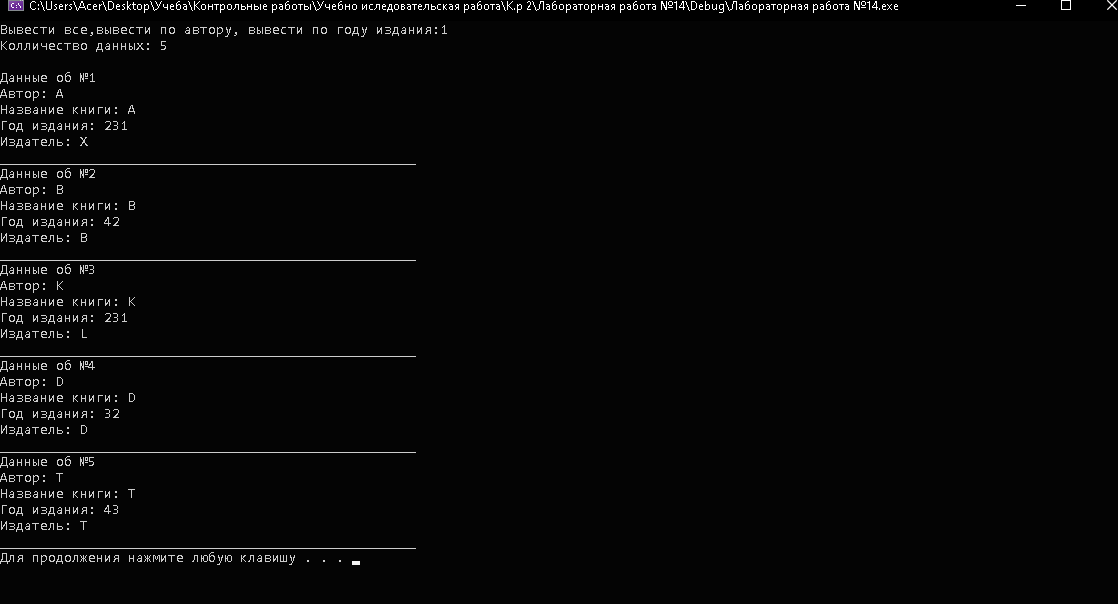 C:\Users\Acer\Desktop\Учеба\Контрольные работы\Учебно иследовательская работа\К.р 2\Лабораторная работа №14\Debug\Лабораторная работа №14.exe
Вывести все,вывести по автору, вывести по году издания:1
Колличество данных: 5
Данные об №1
Автор: A
Название книги: A
Год издания: 231
Издатель: X
Данные об №2
Автор: B
Название книги: B
Год издания: 42
Издатель: B
Данные об №3
Автор: K
Название книги: K
Год издания: 231
Издатель: L
Данные об №4
Автор: D
Название книги: D
Год издания: 32
Издатель: D
Данные об №5
Автор: T
Название книги: T
Год издания: 43
Издатель: T
Для продолжения нажмите любую клавишу . . .